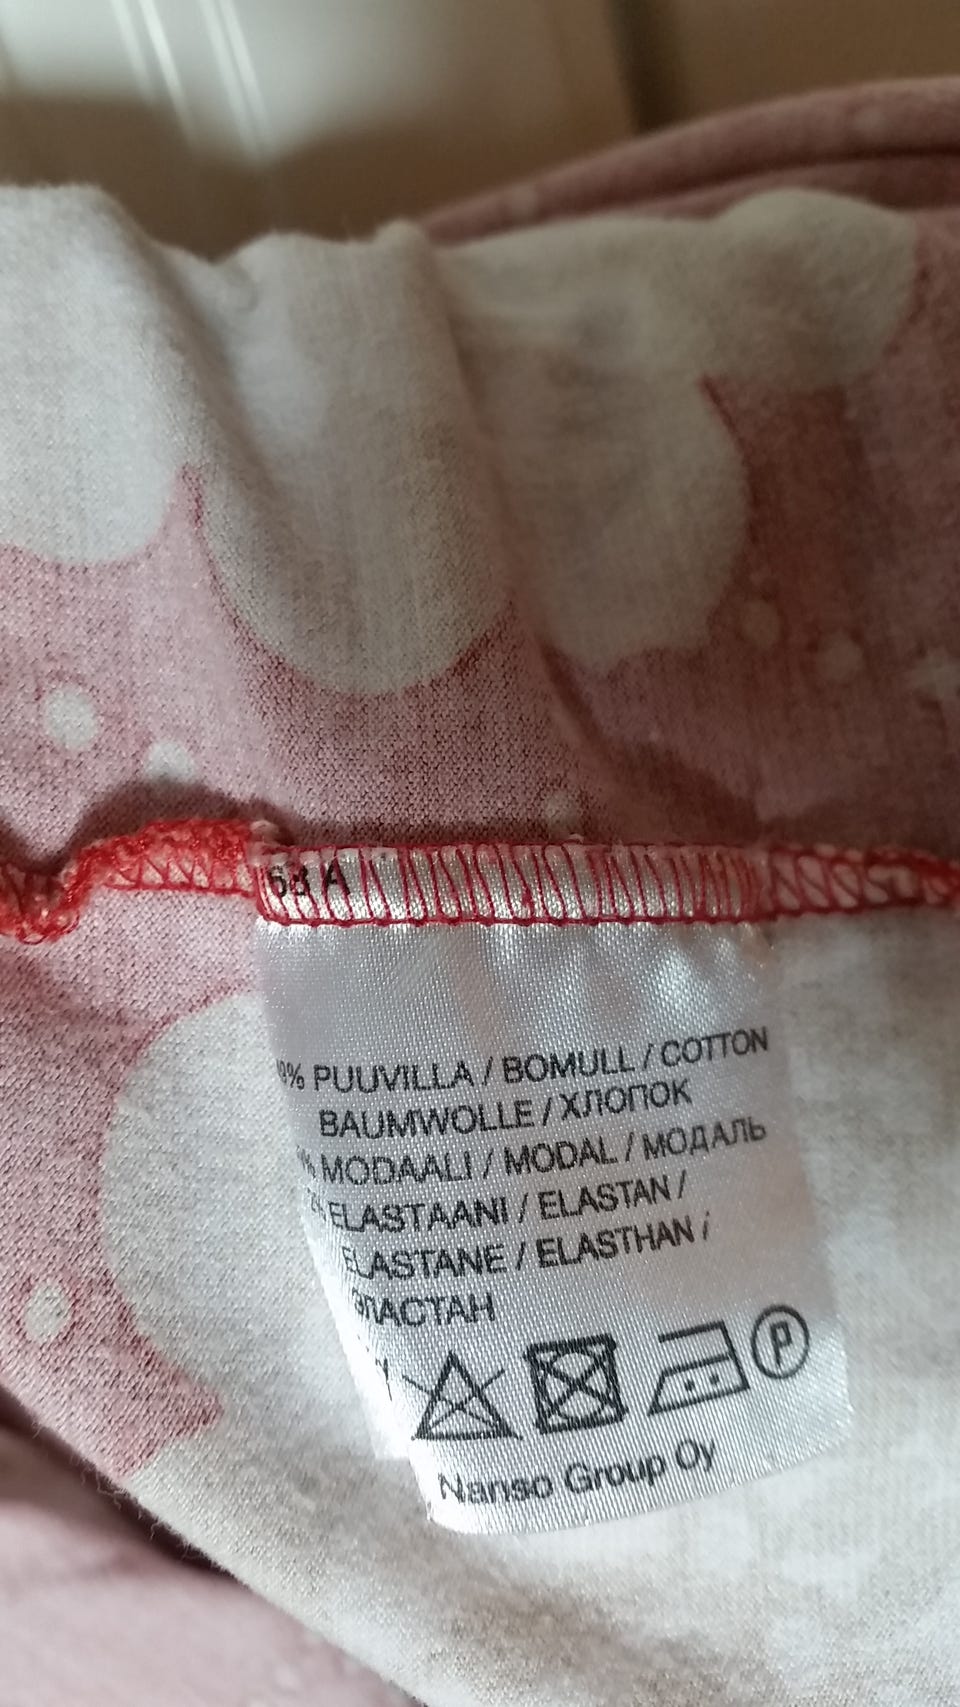 68 A
% PUUVILLA / BOMULL / COTTON
BAUMWOLLE / ХЛОПОК
% MODAALI / MODAL / МОДАЛЬ
ELASTAANI / ELASTAN /
ELASTANE / ELASTHAN /
ЭЛАСТАН
P
Nanso Group Oy